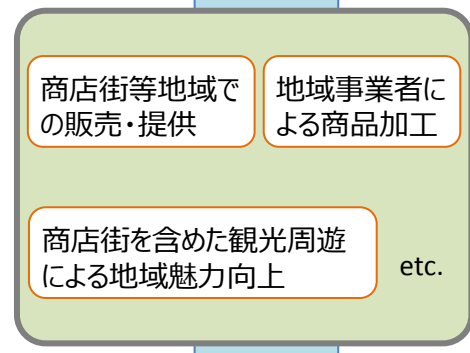 商店街等地域で
の販売・提供
地域事業者に
よる商品加工
商店街を含めた観光周遊
による地域魅力向上
etc.